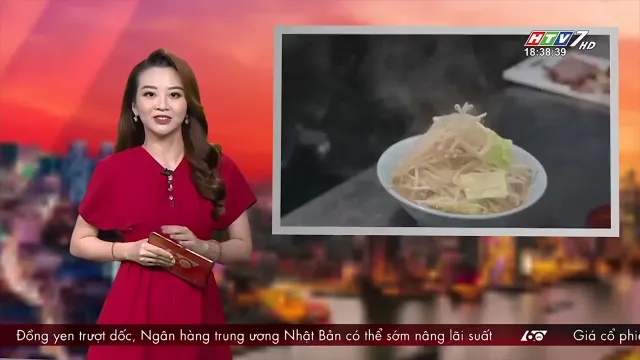 HTV7 HD
18:38:39
Đồng yen trượt dốc, Ngân hàng trung ương Nhật Bản có thể sớm nâng lãi suất 60 Giá cổ phi